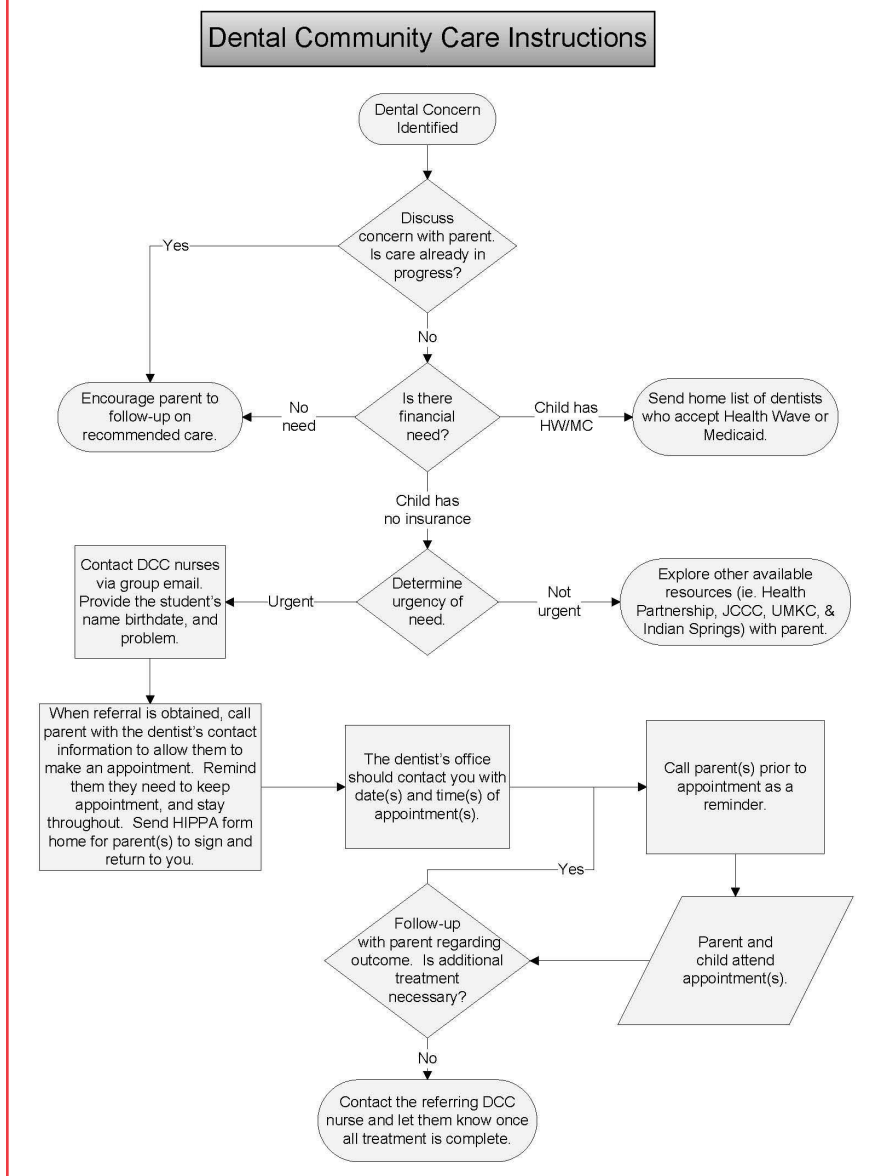 Dental Community Care Instructions
Dental Concern
Identified
Discuss
concern with parent.
Is care already in
progress?
Yes
No
Encourage parent to
follow-up on
recommended care.
No
need
Is there
financial
need?
Child has
HW/MC
Send home list of dentists
who accept Health Wave or
Medicaid.
Child has
no insurance
Contact DCC nurses
via group email.
Provide the student's
name birthdate, and
problem.
Urgent
Determine
urgency of
need.
Not
urgent
Explore other available
resources (ie. Health
Partnership, JCCC, UMKC, &
Indian Springs) with parent.
When referral is obtained, call
parent with the dentist's contact
information to allow them to
make an appointment. Remind
them they need to keep
appointment, and stay
throughout. Send HIPPA form
home for parent(s) to sign and
return to you.
The dentist's office
should contact you with
date(s) and time(s) of
appointment(s).
Call parent(s) prior to
appointment as a
reminder.
Yes
Follow-up
with parent regarding
outcome. Is additional
treatment
necessary?
Parent and
child attend
appointment(s).
No
Contact the referring DCC
nurse and let them know once
all treatment is complete.